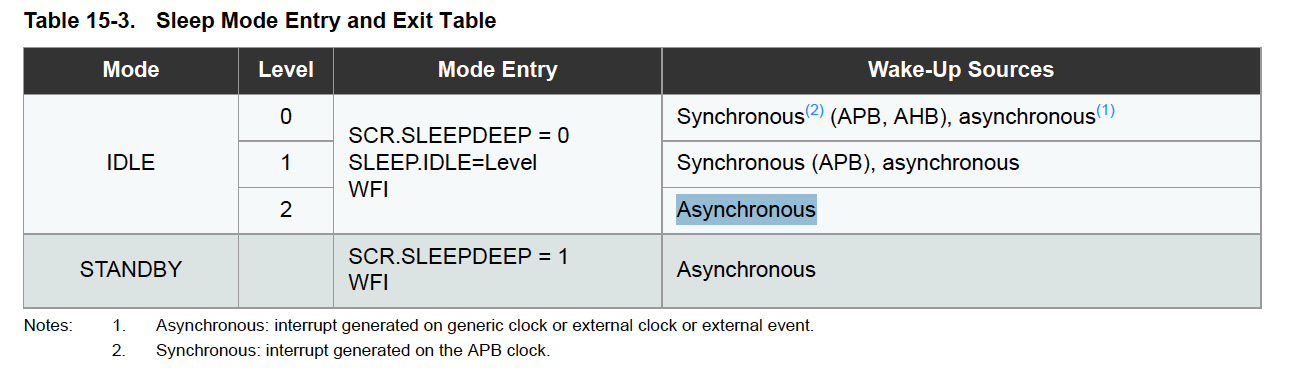 Table 15-3. Sleep Mode Entry and Exit Table
Mode Level Mode Entry Wake-Up Sources
IDLE
0
SCR.SLEEPDEEP = 0
SLEEP.IDLE=Level
WFI
Synchronous(2) (APB, AHB), asynchronous(1)
1
Synchronous (APB), asynchronous
2
Asynchronous
STANDBY
SCR.SLEEPDEEP = 1
WFI
Asynchronous
Notes: 1. Asynchronous: interrupt generated on generic clock or external clock or external event.
2. Synchronous: interrupt generated on the APB clock.